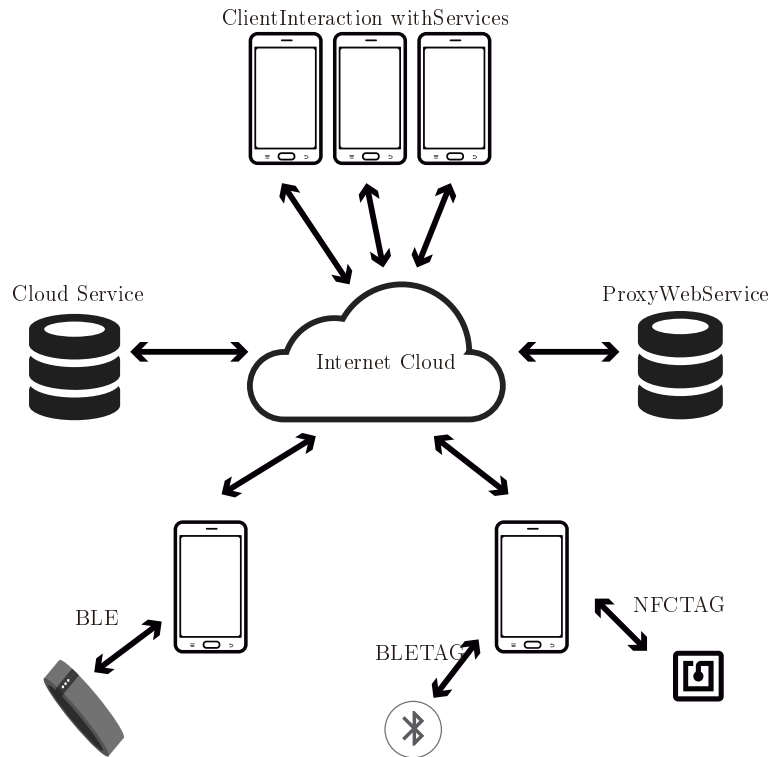 ClientInteraction withServices
Cloud Service
ProxyWebService
Internet Cloud
BLE
NFCTAG
BLETAG